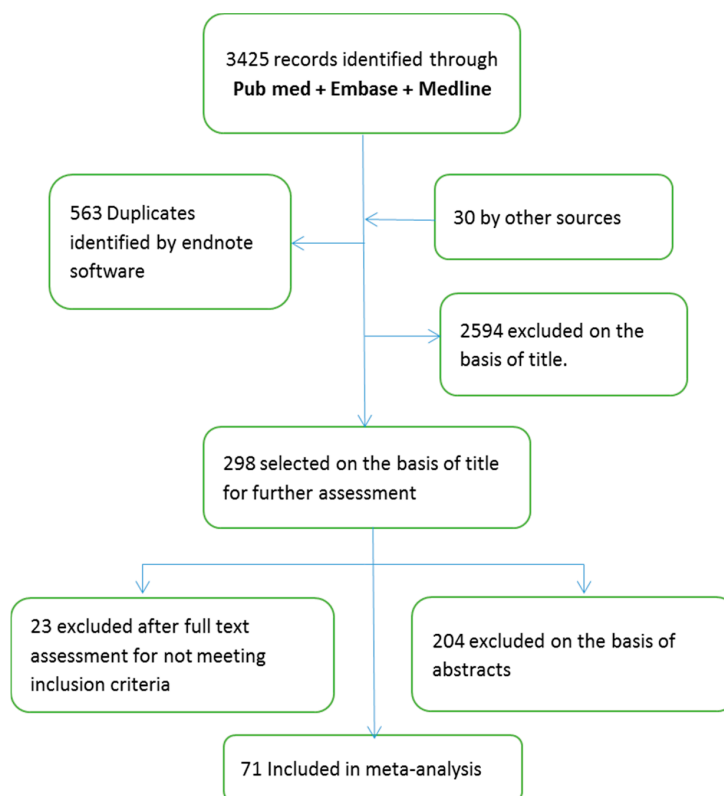 3425 records identified through
Pub med + Embase + Medline
563 Duplicates
identified by endnote
software
30 by other sources
2594 excluded on the
basis of title.
298 selected on the basis of title
for further assessment
23 excluded after full text
assessment for not meeting
inclusion criteria
204 excluded on the basis of
abstracts
71 Included in meta-analysis